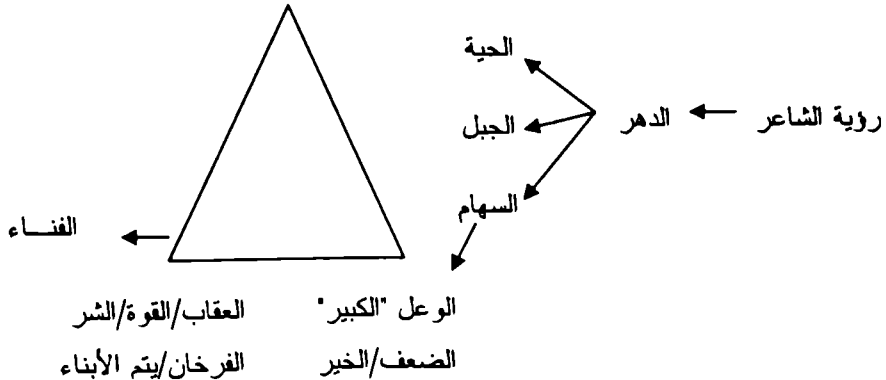 الحية
رؤية الشاعر الدهر الجبل
السهام
الفنـــاء
الوعل "الكبير" العقاب/القوة/الشر
الضعف/الخير الفرخان/يتم الأبناء